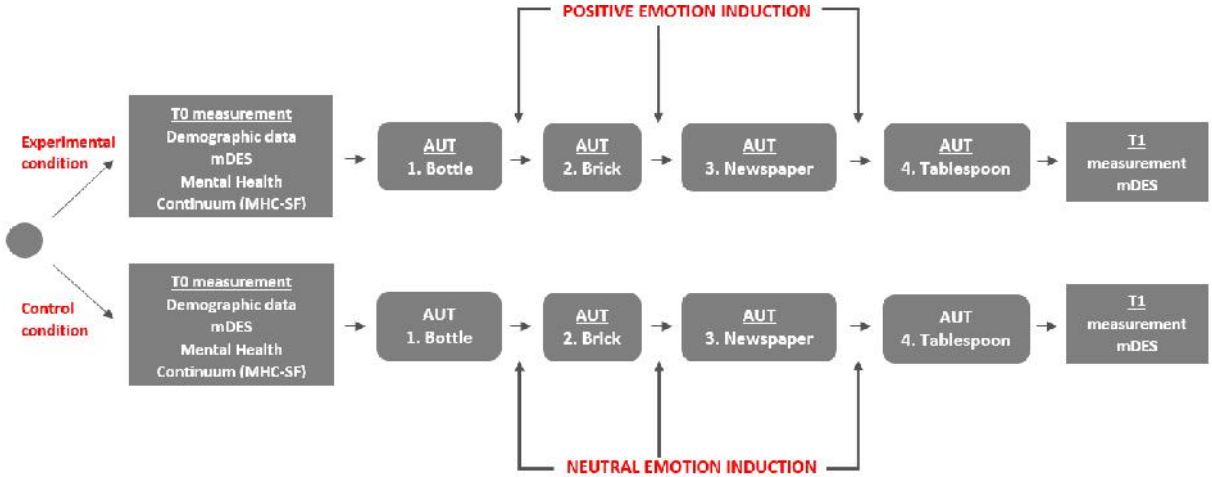 POSITIVE EMOTION INDUCTION
Experimental
condition
T0 measurement
Demographic data
mDES
Mental Health
Continuum (MHC-SF)
AUT
1. Bottle
AUT
2. Brick
AUT
3. Newspaper
AUT
4. Tablespoon
T1
measurement
mDES
Control
condition
T0 measurement
Demographic data
mDES
Mental Health
Continuum (MHC-SF)
AUT
1. Bottle
AUT
2. Brick
AUT
3. Newspaper
AUT
4. Tablespoon
T1
measurement
mDES
NEUTRAL EMOTION INDUCTION